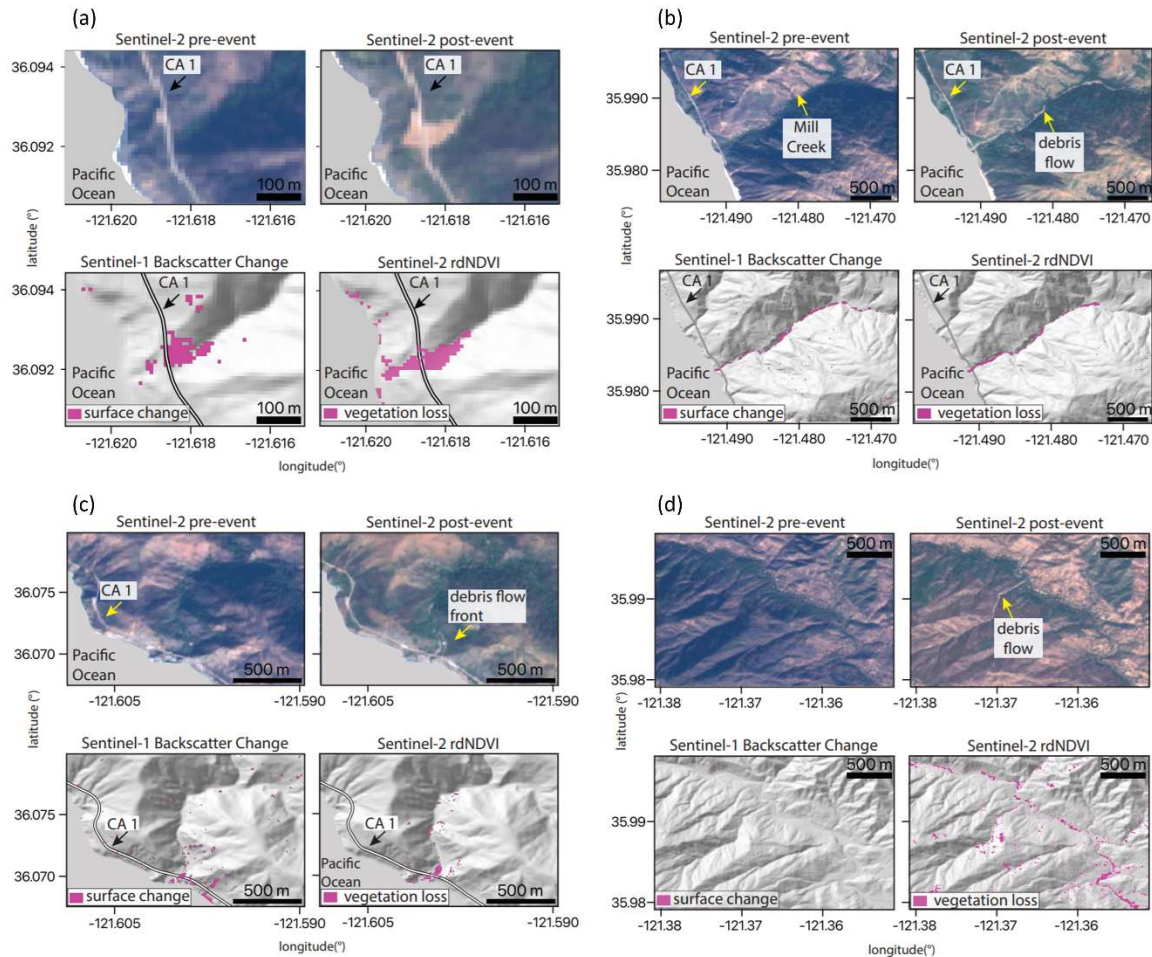 (a)
Sentinel-2 pre-event
Sentinel-2 post-event
36.094
36.092
CA 1
CA 1
Pacific
Ocean
100 m
Pacific
Ocean
100 m
-121.620
-121.618
-121.616
-121.620
-121.618
-121.616
latitude (°)
Sentinel-1 Backscatter Change
Sentinel-2 rdNDVI
36.094
36.092
CA 1
CA 1
Pacific
Ocean
surface change
100 m
Pacific
Ocean
vegetation loss
100 m
-121.620
-121.618
-121.616
-121.620
-121.618
-121.616
longitude(°)
(b)
Sentinel-2 pre-event
Sentinel-2 post-event
35.990
35.980
CA 1
Mill
Creek
Pacific
Ocean
500 m
CA 1
debris
flow
Pacific
Ocean
500 m
-121.490
-121.480
-121.470
-121.490
-121.480
-121.470
latitude (°)
Sentinel-1 Backscatter Change
Sentinel-2 rdNDVI
35.990
35.980
CA 1
Pacific
Ocean
surface change
500 m
CA 1
Pacific
Ocean
vegetation loss
500 m
-121.490
-121.480
-121.470
-121.490
-121.480
-121.470
longitude(°)
(c)
Sentinel-2 pre-event
Sentinel-2 post-event
36.075
36.070
CA 1
Pacific
Ocean
500 m
debris flow
front
500 m
-121.605
-121.590
-121.605
-121.590
latitude (°)
Sentinel-1 Backscatter Change
Sentinel-2 rdNDVI
36.075
36.070
CA 1
surface change
500 m
CA 1
Pacific
Ocean
vegetation loss
500 m
-121.605
-121.590
-121.605
-121.590
longitude(°)
(d)
Sentinel-2 pre-event
Sentinel-2 post-event
35.99
35.98
500 m
500 m
debris
flow
-121.38
-121.37
-121.36
-121.38
-121.37
-121.36
latitude (°)
Sentinel-1 Backscatter Change
Sentinel-2 rdNDVI
35.99
35.98
500 m
surface change
500 m
vegetation loss
-121.38
-121.37
-121.36
-121.38
-121.37
-121.36
longitude(°)